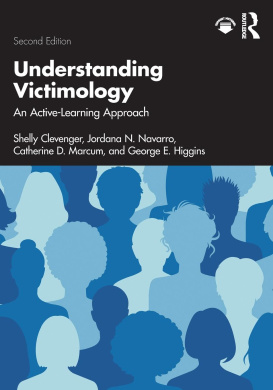 ROUTLEDGE
Second Edition
Understanding
Victimology
An Active-Learning Approach
Shelly Clevenger, Jordana N. Navarro,
Catherine D. Marcum, and George E. Higgins